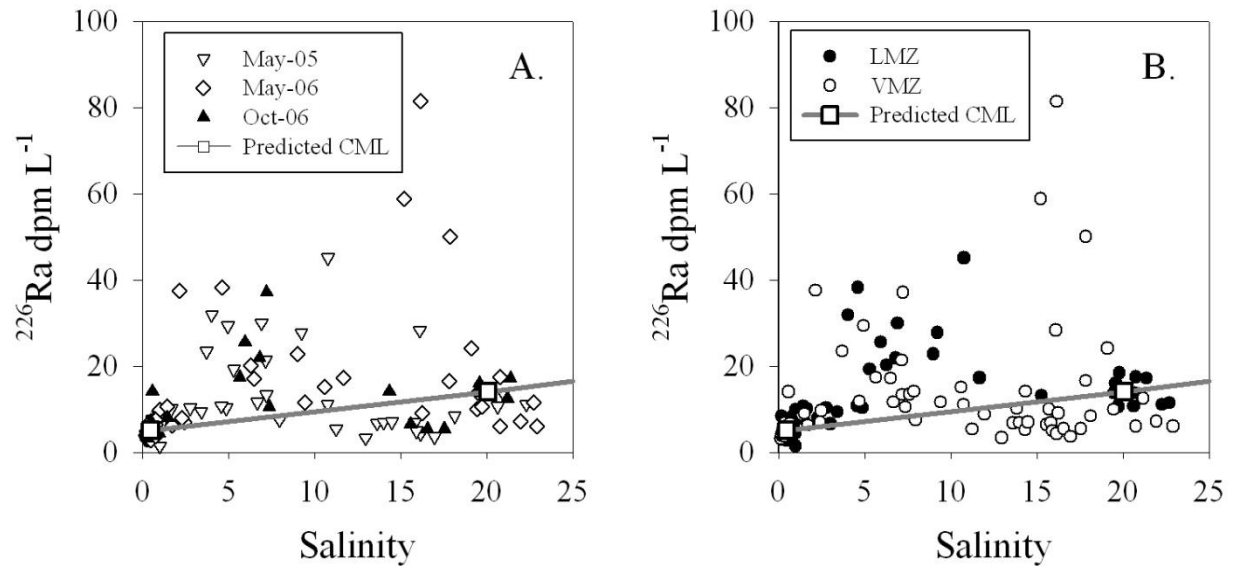 100
80
60
40
20
0
²²⁶Ra dpm L⁻¹
May-05
May-06
Oct-06
Predicted CML
A.
0 5 10 15 20 25
Salinity
100
80
60
40
20
0
²²⁶Ra dpm L⁻¹
LMZ
VMZ
Predicted CML
B.
0 5 10 15 20 25
Salinity